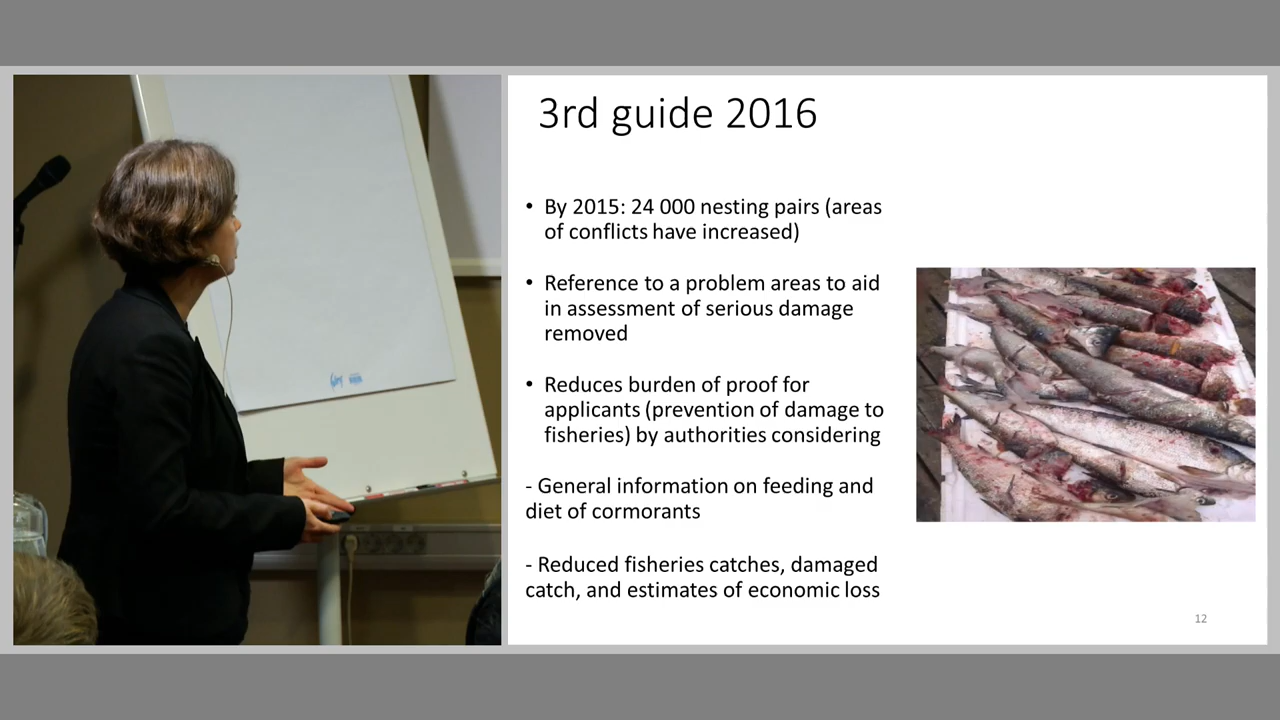 3rd guide 2016
• By 2015: 24 000 nesting pairs (areas
of conflicts have increased)
• Reference to a problem areas to aid
in assessment of serious damage
removed
• Reduces burden of proof for
applicants (prevention of damage to
fisheries) by authorities considering
- General information on feeding and
diet of cormorants
- Reduced fisheries catches, damaged
catch, and estimates of economic loss
12